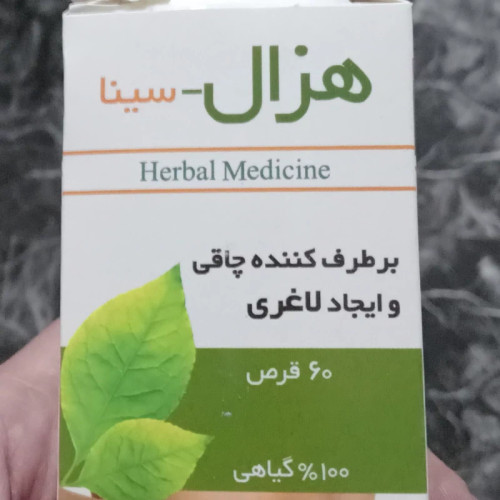 هزال-سینا
Herbal Medicine
برطرف کننده چاقی
و ایجاد لاغری
۶۰ قرص
۱۰۰% گیاهی